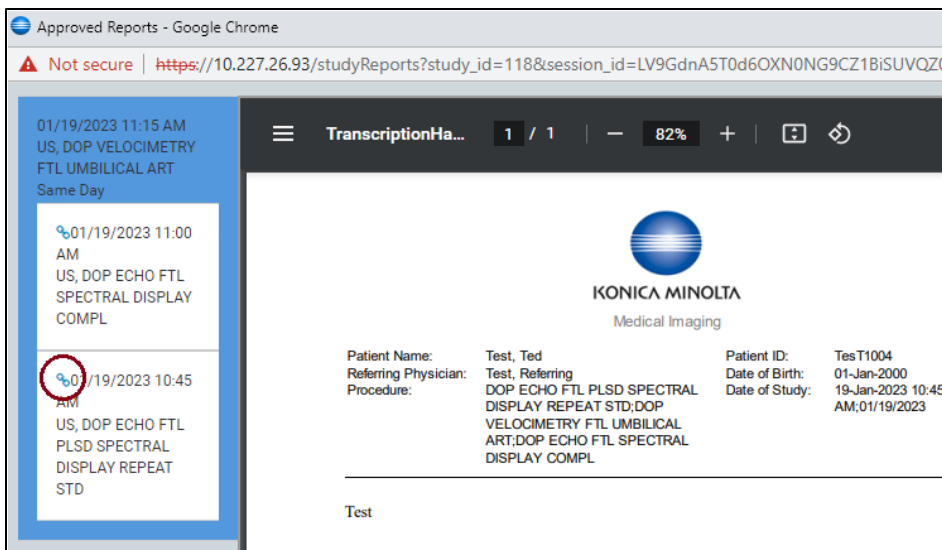 Approved Reports - Google Chrome
Not secure | https://10.227.26.93/studyReports?study_id=118&session_id=LV9GdnA5T0d6OXN0NG9CZ1BiSUVQZ
01/19/2023 11:15 AM
US, DOP VELOCIMETRY
FTL UMBILICAL ART
Same Day
01/19/2023 11:00
AM
US, DOP ECHO FTL
SPECTRAL DISPLAY
COMPL
01/19/2023 10:45
AM
US, DOP ECHO FTL
PLSD SPECTRAL
DISPLAY REPEAT
STD
TranscriptionHa... 1 / 1 | — 82% + |
KONICA MINOLTA
Medical Imaging
Patient Name: Test, Ted Patient ID: TesT1004
Referring Physician: Test, Referring Date of Birth: 01-Jan-2000
Procedure: DOP ECHO FTL PLSD SPECTRAL Date of Study: 19-Jan-2023 10:45
DISPLAY REPEAT STD;DOP AM;01/19/2023
VELOCIMETRY FTL UMBILICAL
ART;DOP ECHO FTL SPECTRAL
DISPLAY COMPL
Test